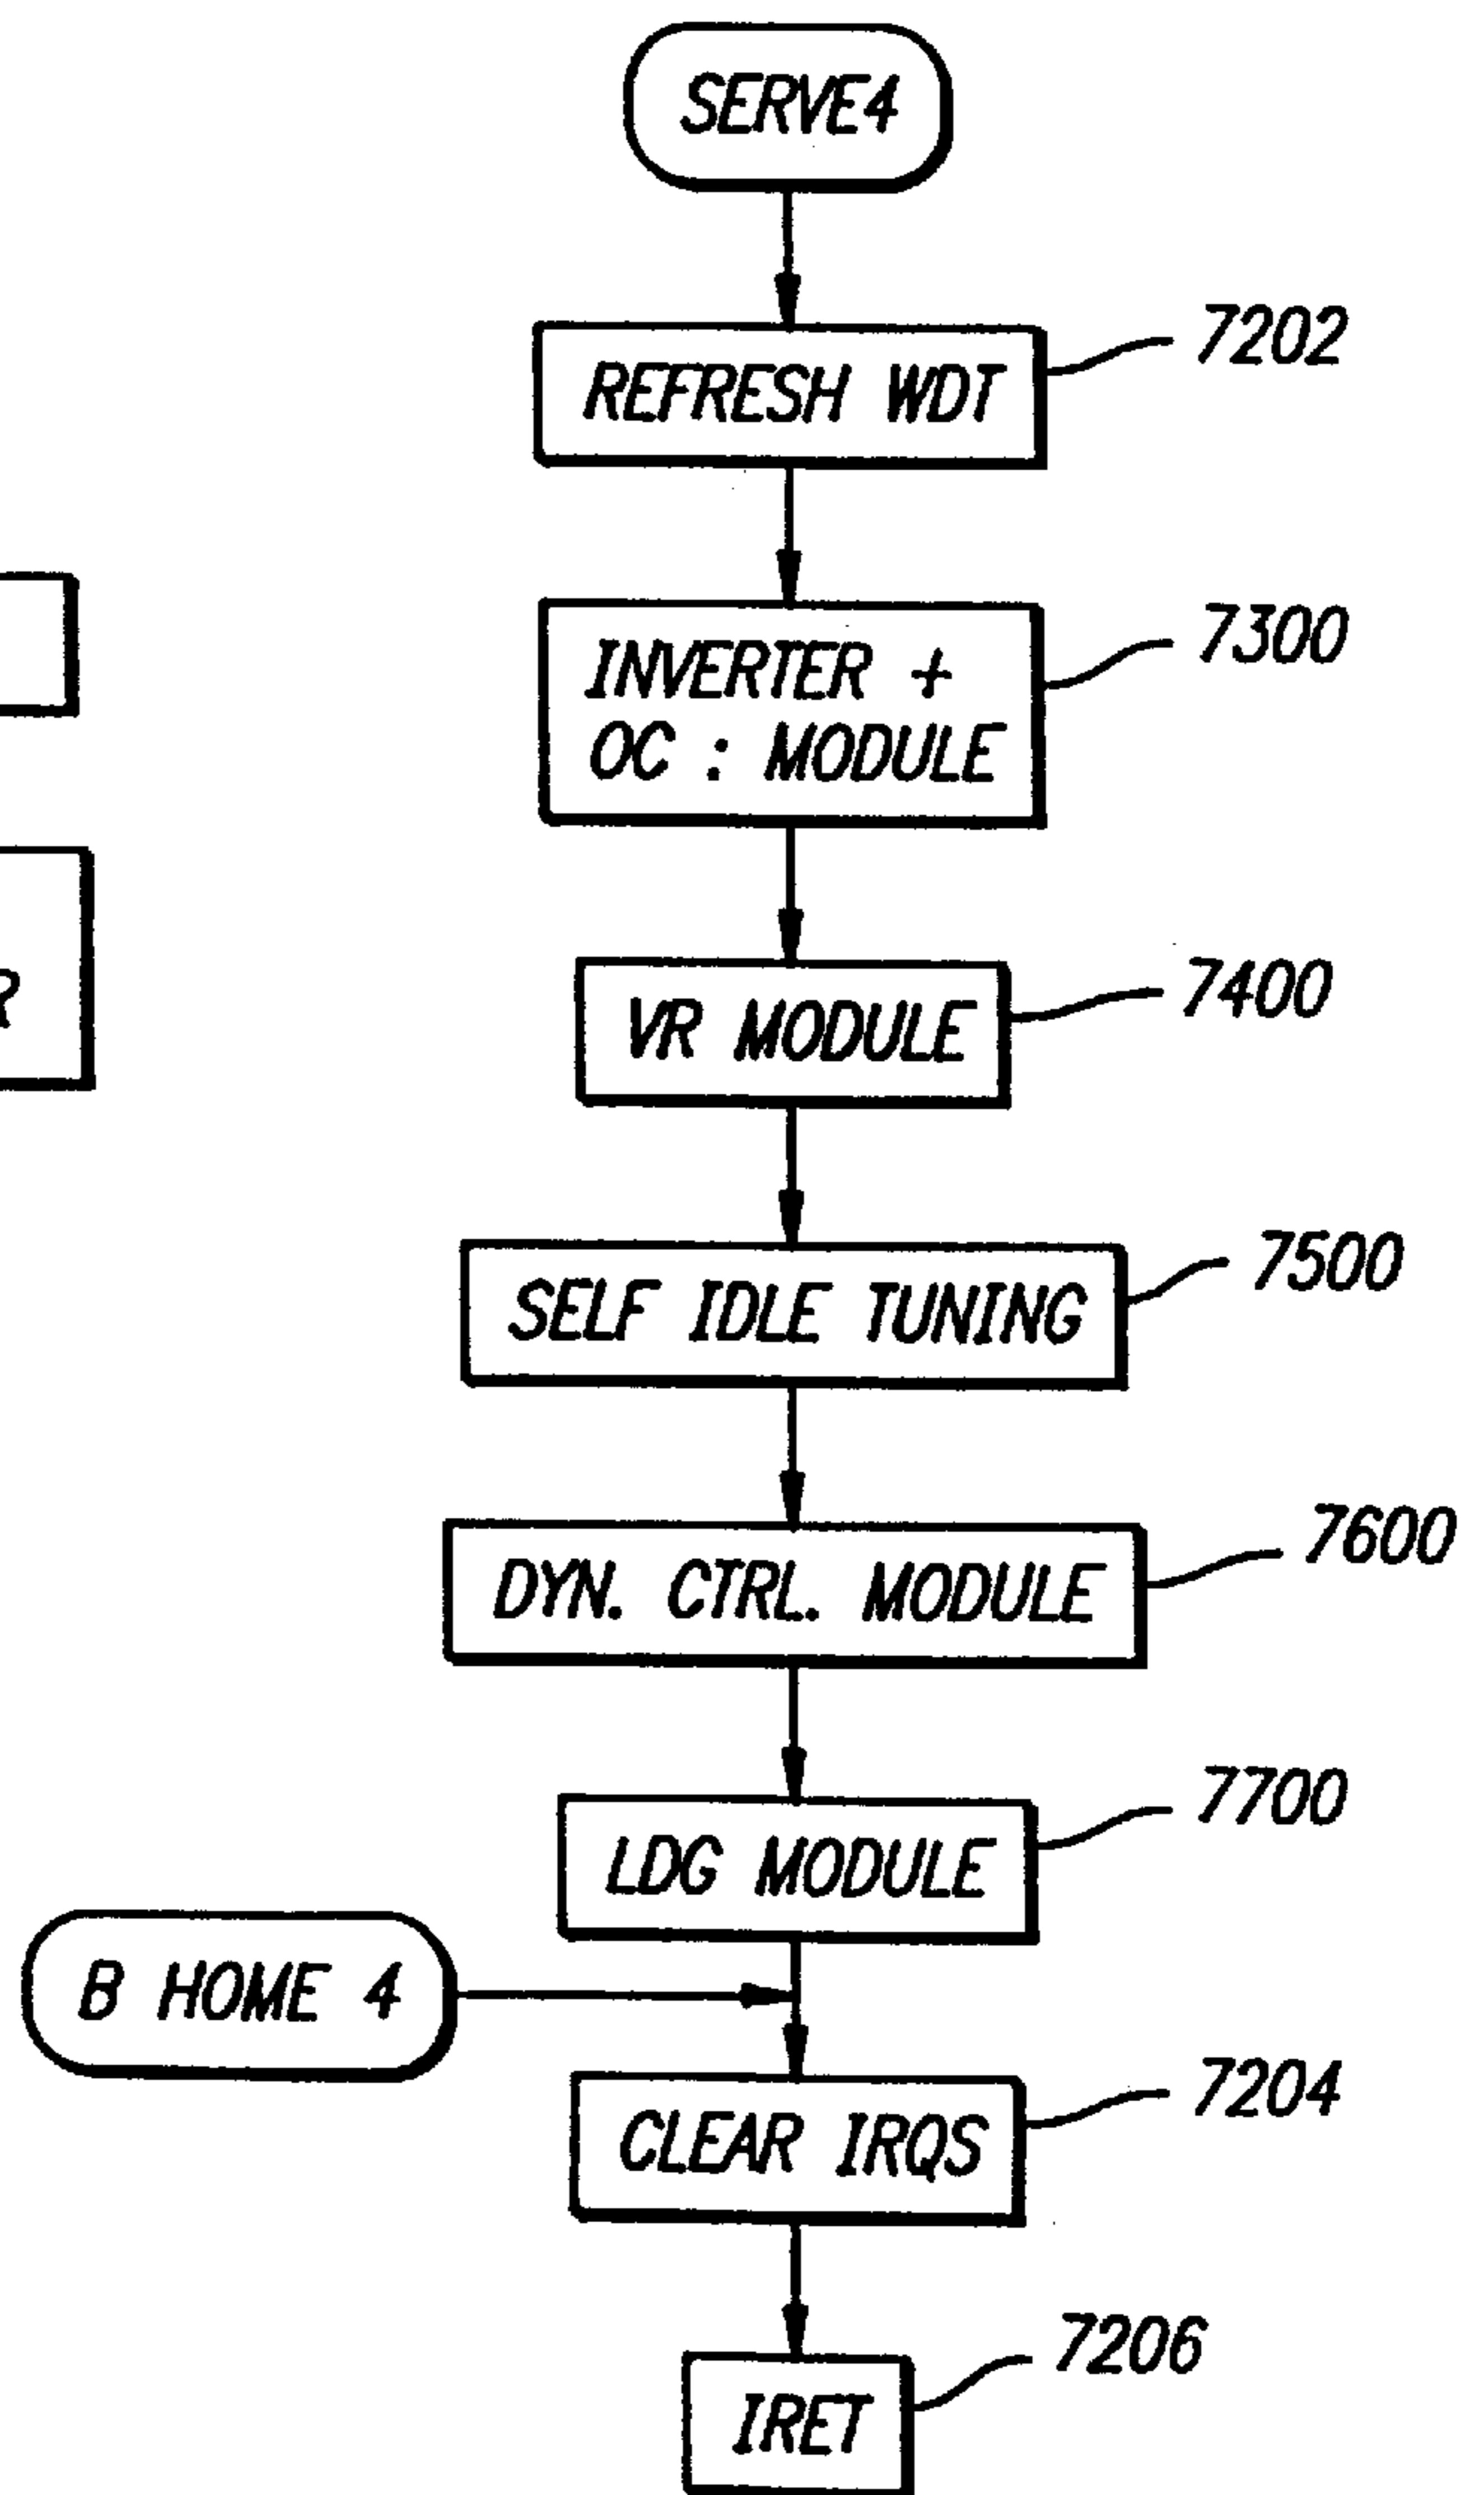 SERVE4
REFRESH WDT
7202
INVERTER +
OC : MODULE
7300
R
VR MODULE
7400
SELF IDLE TUNING
7500
DYN. CTRL. MODULE
7600
LDG MODULE
7700
B HOME 4
CLEAR IRQS
7204
IRET
7206